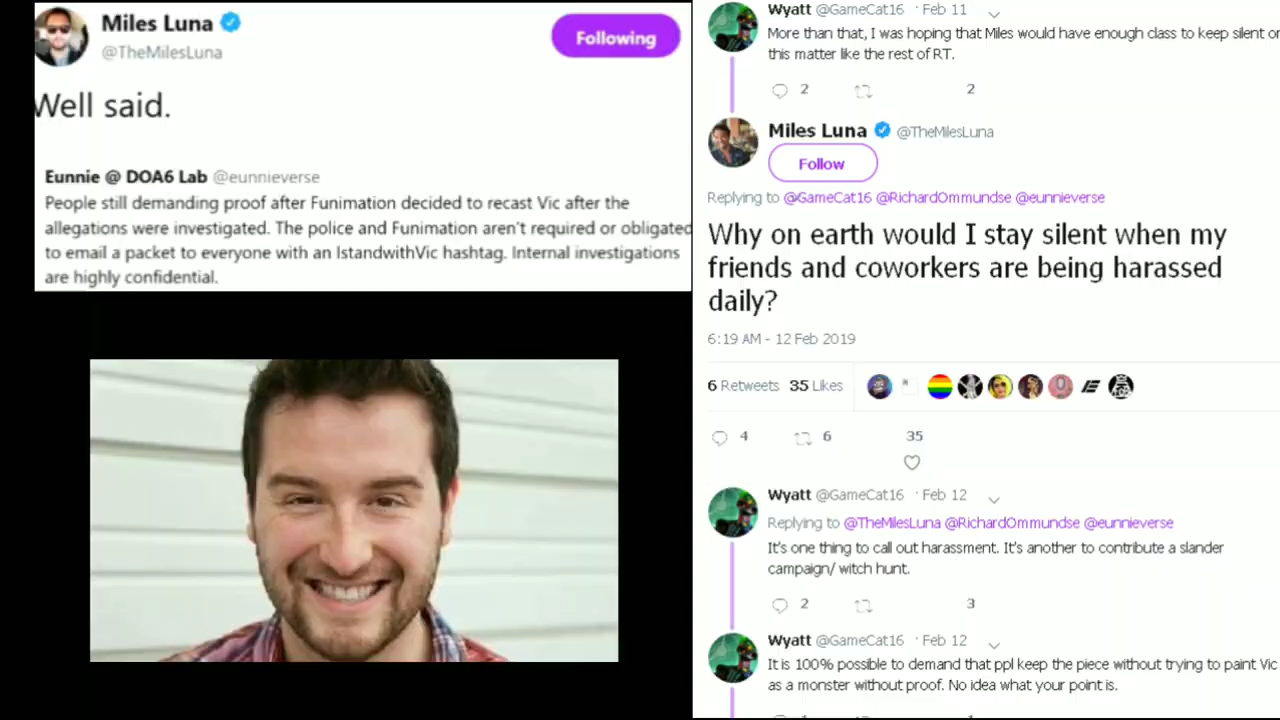 Miles Luna
@TheMilesLuna
Following
Well said.
Eunnie @ DOA6 Lab @eunnieverse
People still demanding proof after Funimation decided to recast Vic after the
allegations were investigated. The police and Funimation aren't required or obligated
to email a packet to everyone with an IstandwithVic hashtag. Internal investigations
are highly confidential.
Wyatt @GameCat16 · Feb 11
More than that, I was hoping that Miles would have enough class to keep silent on
this matter like the rest of RT.
2 2
Miles Luna @TheMilesLuna
Follow
Replying to @GameCat16 @RichardOmmundse @eunnieverse
Why on earth would I stay silent when my
friends and coworkers are being harassed
daily?
6:19 AM - 12 Feb 2019
6 Retweets 35 Likes
4 6 35
Wyatt @GameCat16 · Feb 12
Replying to @TheMilesLuna @RichardOmmundse @eunnieverse
It's one thing to call out harassment. It's another to contribute a slander
campaign/ witch hunt.
2 3
Wyatt @GameCat16 · Feb 12
It is 100% possible to demand that ppl keep the piece without trying to paint Vic
as a monster without proof. No idea what your point is.